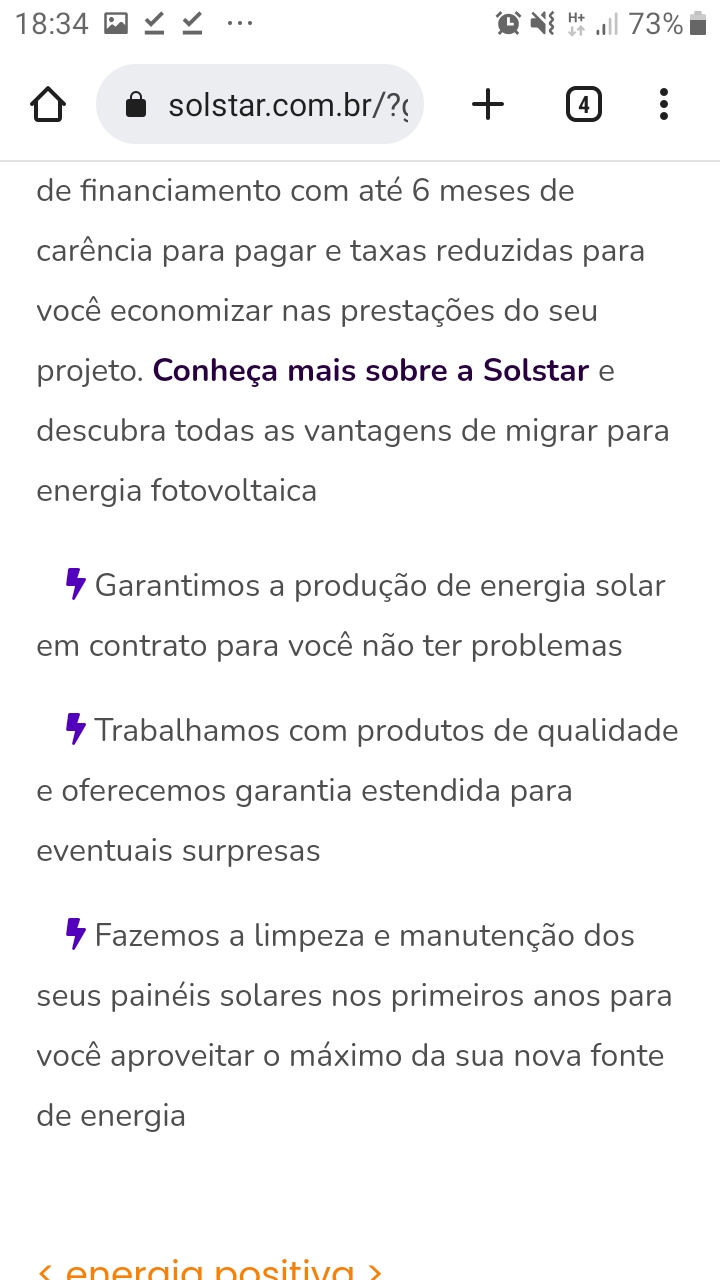 18:34
H+
73%
solstar.com.br/?
4
de financiamento com até 6 meses de
carência para pagar e taxas reduzidas para
você economizar nas prestações do seu
projeto. Conheça mais sobre a Solstar e
descubra todas as vantagens de migrar para
energia fotovoltaica
Garantimos a produção de energia solar
em contrato para você não ter problemas
Trabalhamos com produtos de qualidade
e oferecemos garantia estendida para
eventuais surpresas
Fazemos a limpeza e manutenção dos
seus painéis solares nos primeiros anos para
você aproveitar o máximo da sua nova fonte
de energia
< energia positiva >